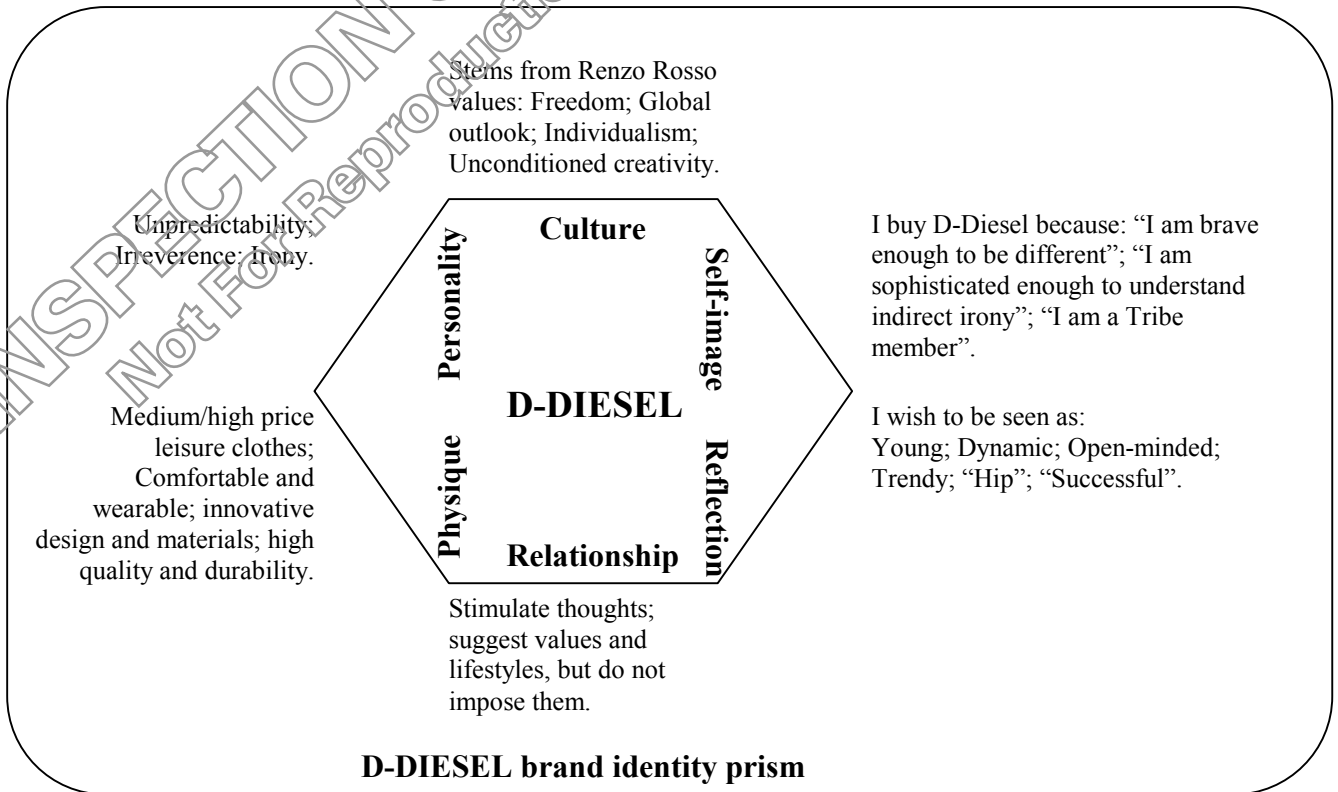 INSPECTION
Not For Reproduction
Stems from Renzo Rosso
values: Freedom; Global
outlook; Individualism;
Unconditioned creativity.
Unpredictability;
Irreverence; Irony.
Personality
Culture
Self-image
I buy D-Diesel because: “I am brave
enough to be different”; “I am
sophisticated enough to understand
indirect irony”; “I am a Tribe
member”.
D-DIESEL
Medium/high price
leisure clothes;
Comfortable and
wearable; innovative
design and materials; high
quality and durability.
Physique
Relationship
Reflection
I wish to be seen as:
Young; Dynamic; Open-minded;
Trendy; “Hip”; “Successful”.
Stimulate thoughts;
suggest values and
lifestyles, but do not
impose them.
D-DIESEL brand identity prism